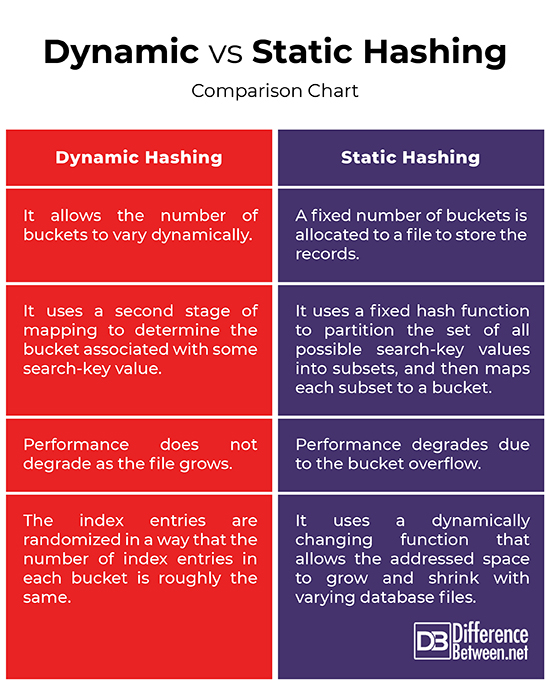 Dynamic vs Static Hashing
Comparison Chart
Dynamic Hashing
Static Hashing
It allows the number of
buckets to vary dynamically.
A fixed number of buckets is
allocated to a file to store the
records.
It uses a second stage of
mapping to determine the
bucket associated with some
search-key value.
It uses a fixed hash function
to partition the set of all
possible search-key values
into subsets, and then maps
each subset to a bucket.
Performance does not
degrade as the file grows.
Performance degrades due
to the bucket overflow.
The index entries are
randomized in a way that the
number of index entries in
each bucket is roughly the
same.
It uses a dynamically
changing function that
allows the addressed space
to grow and shrink with
varying database files.
DB Difference
Between.net